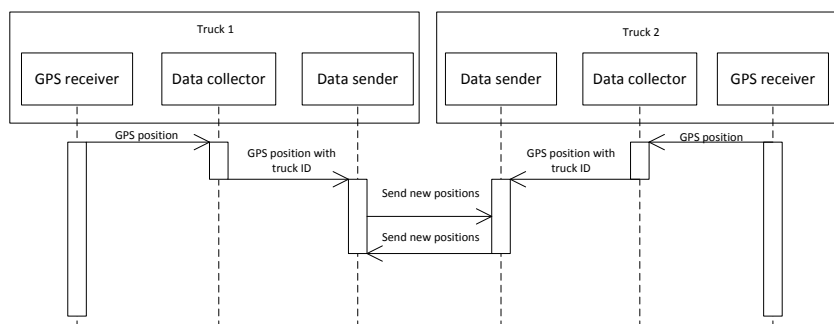 Truck 1
Truck 2
GPS receiver
Data collector
Data sender
Data sender
Data collector
GPS receiver
GPS position
GPS position with
truck ID
GPS position with
truck ID
GPS position
Send new positions
Send new positions